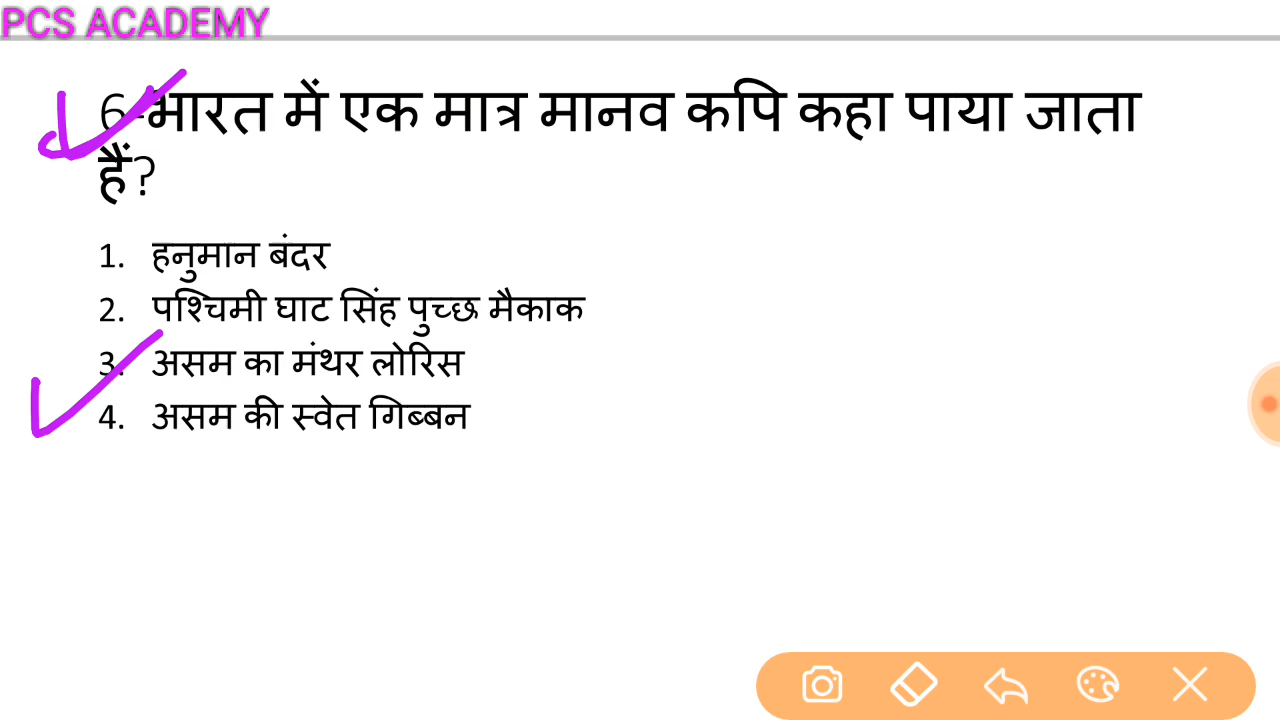 PCS ACADEMY
6-भारत में एक मात्र मानव कपि कहा पाया जाता
हैं?
1. हनुमान बंदर
2. पश्चिमी घाट सिंह पुच्छ मैकाक
3. असम का मंथर लोरिस
4. असम की स्वेत गिब्बन